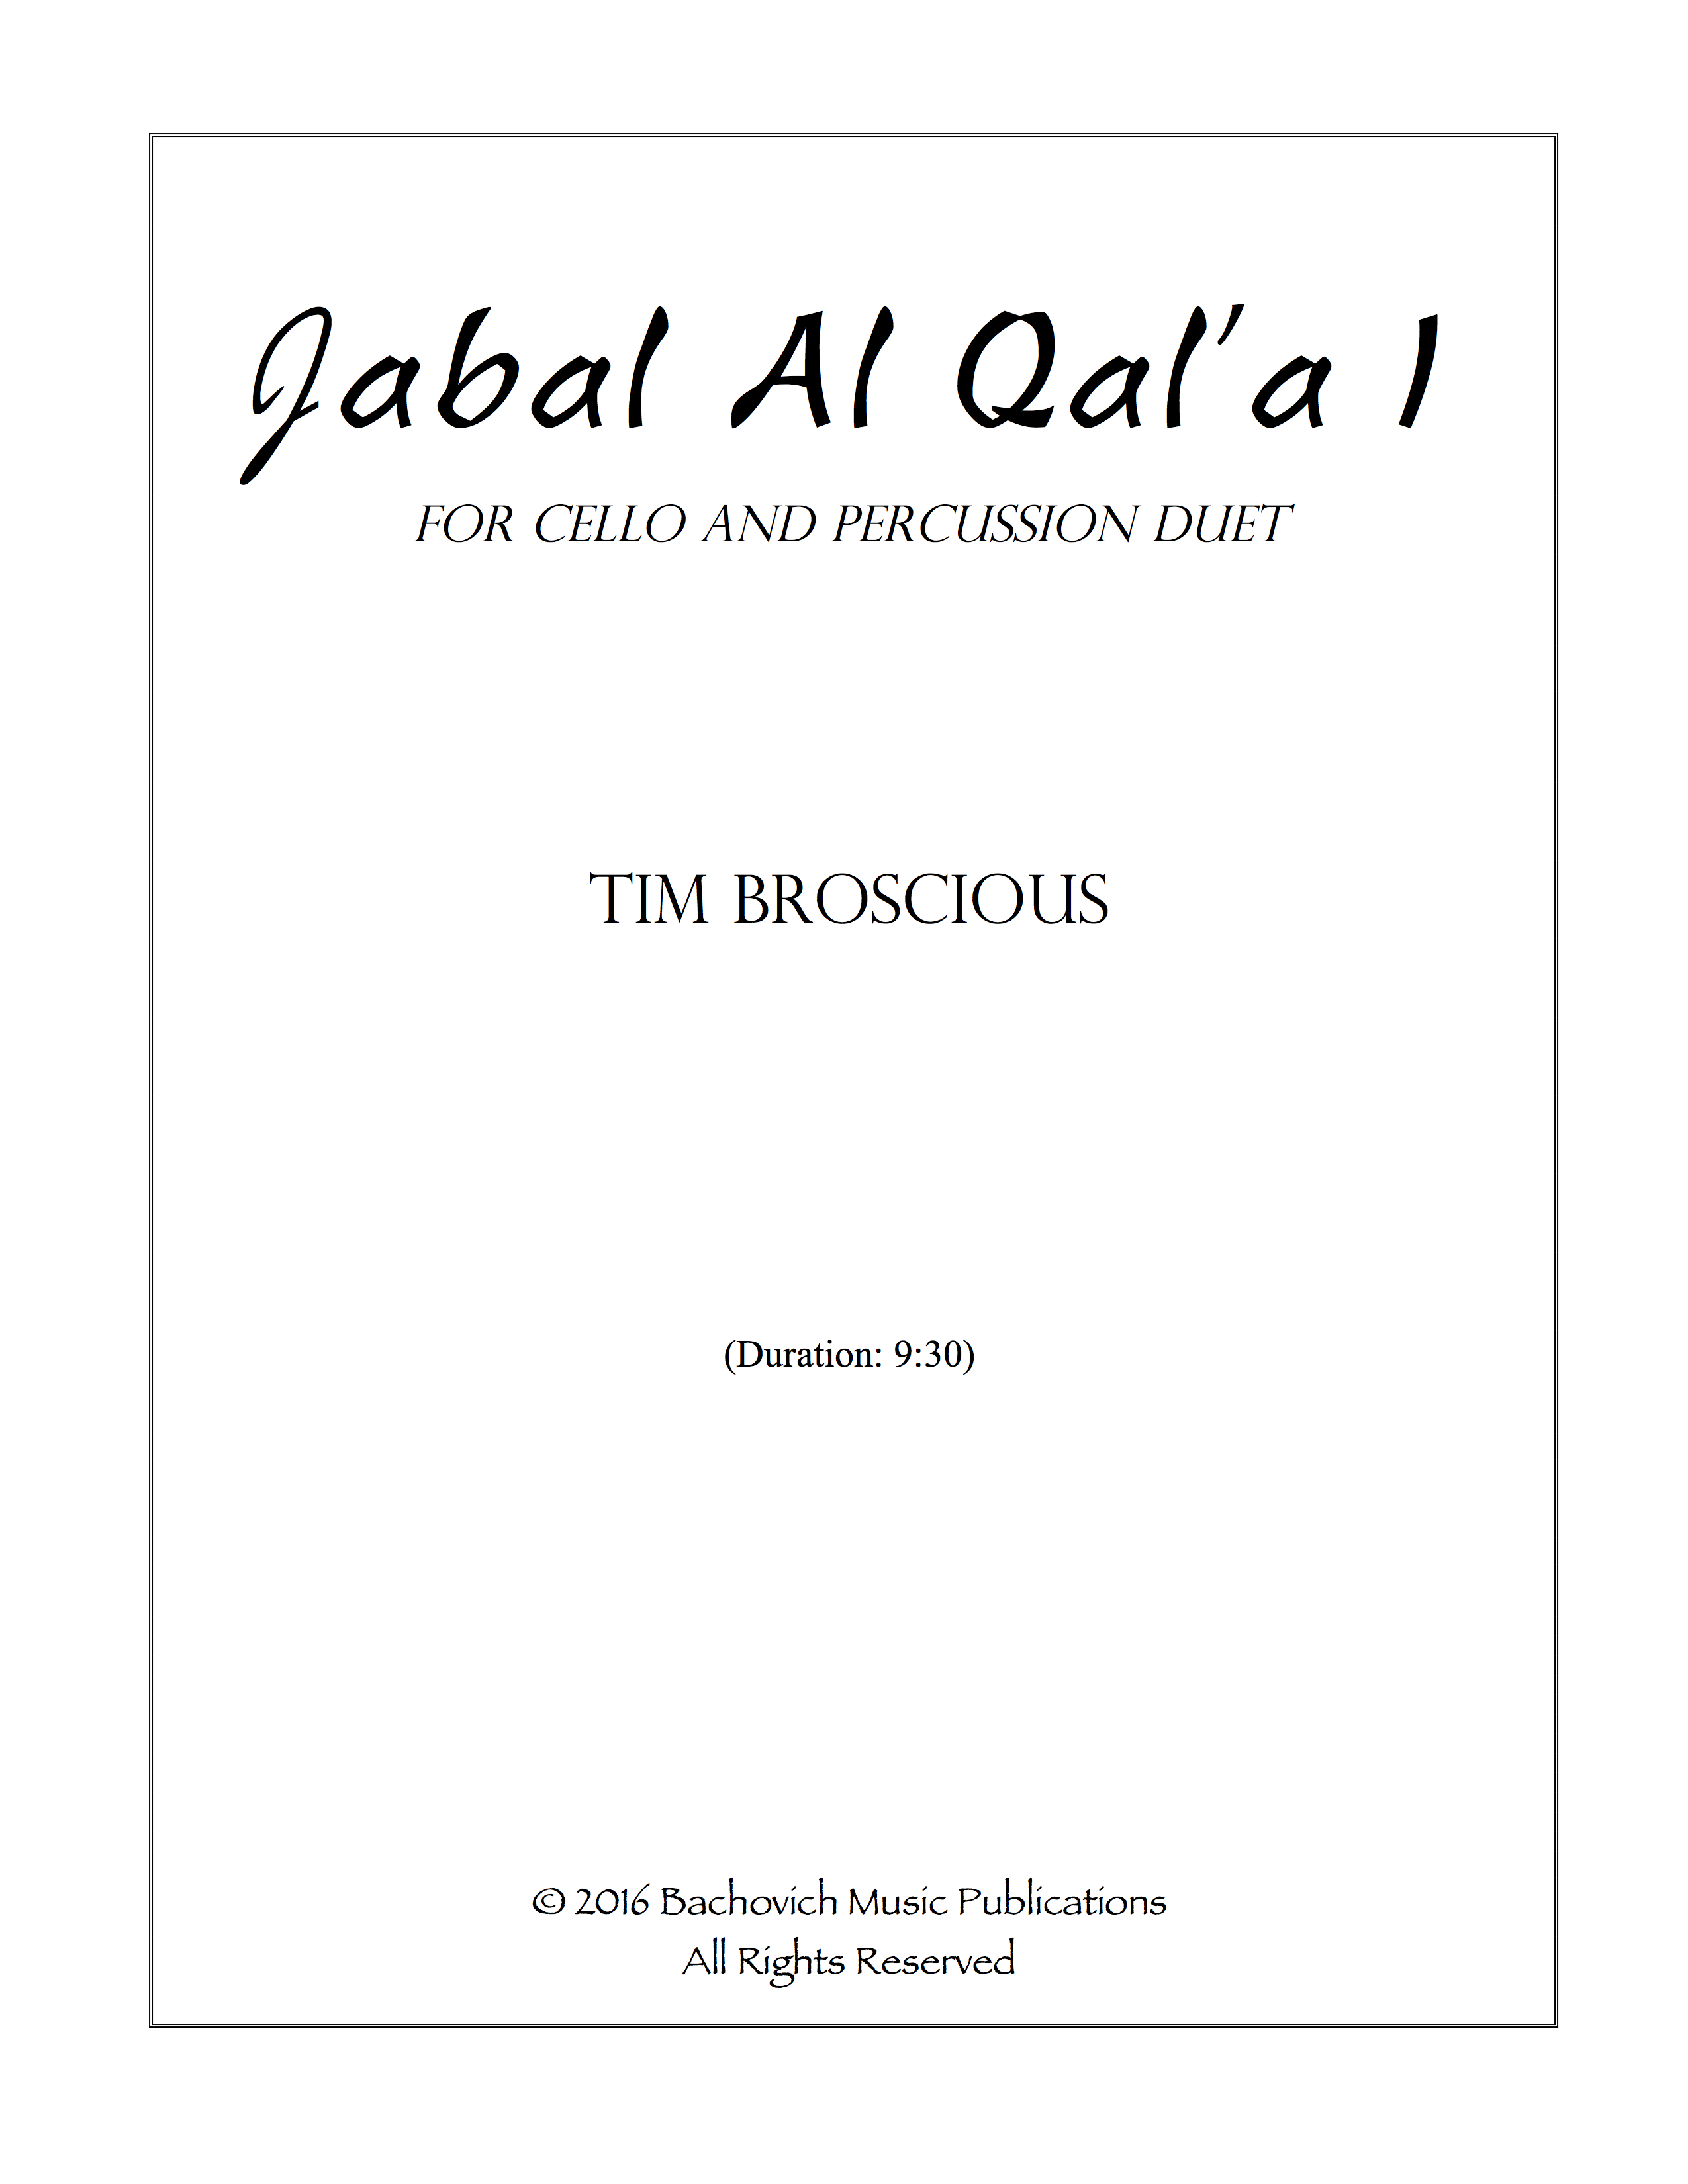 Jabal Al Qal’a I
FOR CELLO AND PERCUSSION DUET
TIM BROSCIOUS
(Duration: 9:30)
© 2016 Bachovich Music Publications
All Rights Reserved